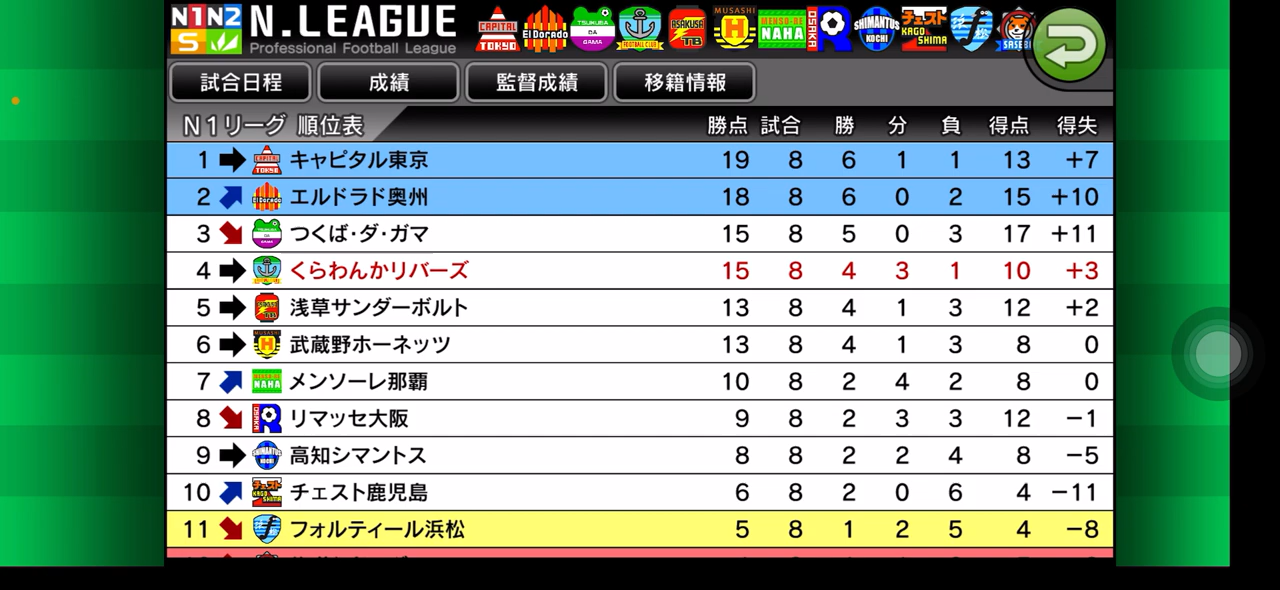 N1 N2
S
N. LEAGUE
Professional Football League
CAPITAL TOKYO
El Dorado
TSUKUBA DA GAMA
FOOTBALL CLUB
ASAKUSA TB
MUSASHI H
MENSO-RE NAHA
OSAKA R
SHIMANTUS KOCHI
チェスト KAGOSHIMA
SASEBO
試合日程 成績 監督成績 移籍情報
N1リーグ 順位表 勝点 試合 勝 分 負 得点 得失
1 キャピタル東京 19 8 6 1 1 13 +7
2 エルドラド奥州 18 8 6 0 2 15 +10
3 つくば・ダ・ガマ 15 8 5 0 3 17 +11
4 くらわんかリバーズ 15 8 4 3 1 10 +3
5 浅草サンダーボルト 13 8 4 1 3 12 +2
6 武蔵野ホーネッツ 13 8 4 1 3 8 0
7 メンソーレ那覇 10 8 2 4 2 8 0
8 リマッセ大阪 9 8 2 3 3 12 −1
9 高知シマントス 8 8 2 2 4 8 −5
10 チェスト鹿児島 6 8 2 0 6 4 −11
11 フォルティール浜松 5 8 1 2 5 4 −8